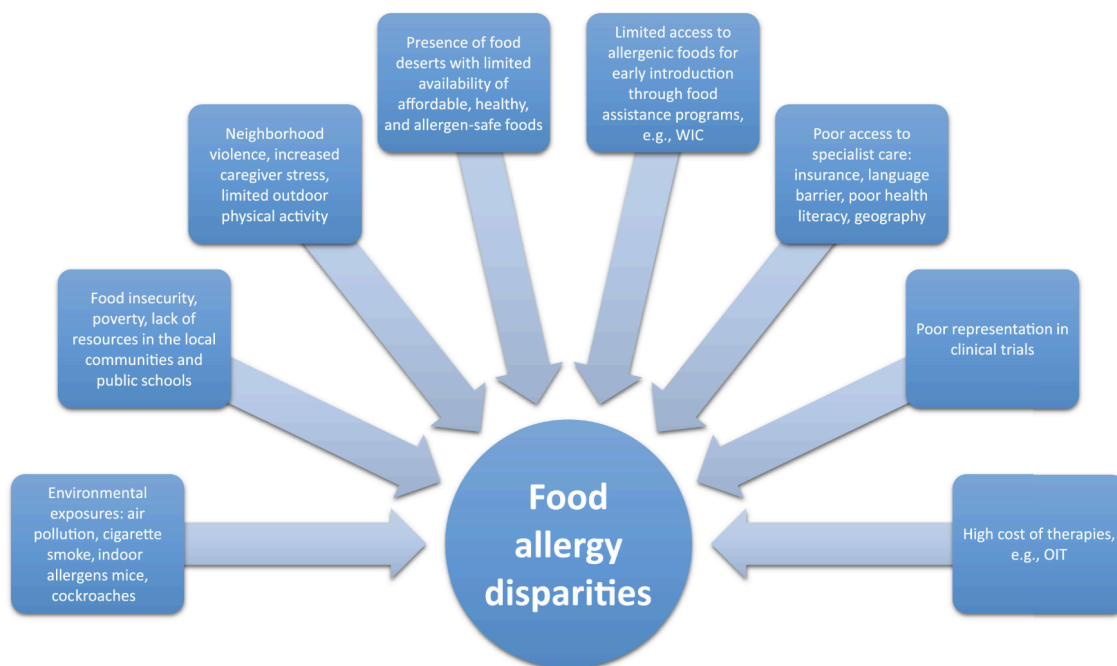 Environmental
exposures: air
pollution, cigarette
smoke, indoor
allergens mice,
cockroaches
Food insecurity,
poverty, lack of
resources in the local
communities and
public schools
Neighborhood
violence, increased
caregiver stress,
limited outdoor
physical activity
Presence of food
deserts with limited
availability of
affordable, healthy,
and allergen-safe foods
Limited access to
allergenic foods for
early introduction
through food
assistance programs,
e.g., WIC
Poor access to
specialist care:
insurance, language
barrier, poor health
literacy, geography
Poor representation in
clinical trials
High cost of therapies,
e.g., OIT
Food
allergy
disparities